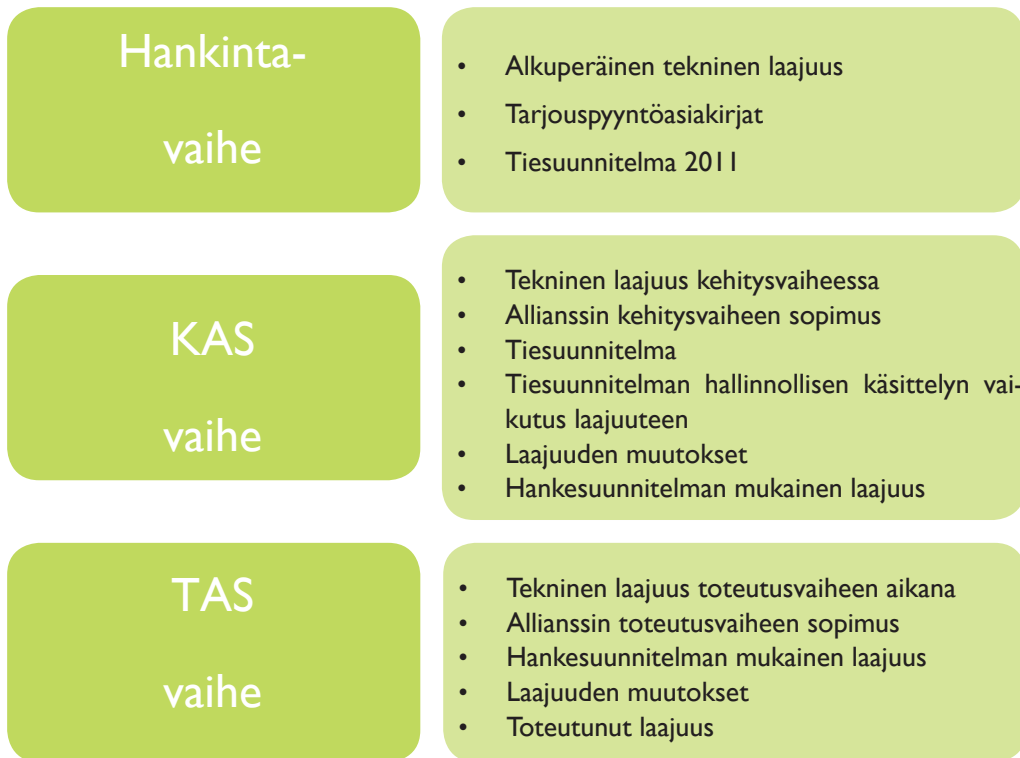 Hankinta-
vaihe
• Alkuperäinen tekninen laajuus
• Tarjouspyyntöasiakirjat
• Tiesuunnitelma 2011
KAS
vaihe
• Tekninen laajuus kehitysvaiheessa
• Allianssin kehitysvaiheen sopimus
• Tiesuunnitelma
• Tiesuunnitelman hallinnollisen käsittelyn vai-
kutus laajuuteen
• Laajuuden muutokset
• Hankesuunnitelman mukainen laajuus
TAS
vaihe
• Tekninen laajuus toteutusvaiheen aikana
• Allianssin toteutusvaiheen sopimus
• Hankesuunnitelman mukainen laajuus
• Laajuuden muutokset
• Toteutunut laajuus